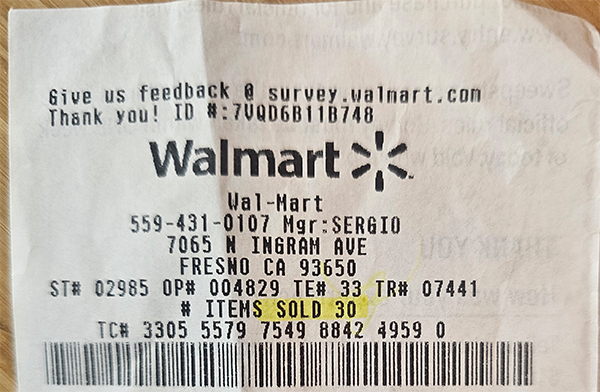 Give us feedback @ survey.walmart.com
Thank you! ID #:7VQD6B11B748
Walmart
Wal-Mart
559-431-0107 Mgr:SERGIO
7065 N INGRAM AVE
FRESNO CA 93650
ST# 02985 OP# 004829 TE# 33 TR# 07441
# ITEMS SOLD 30
TC# 3305 5579 7549 8842 4959 0